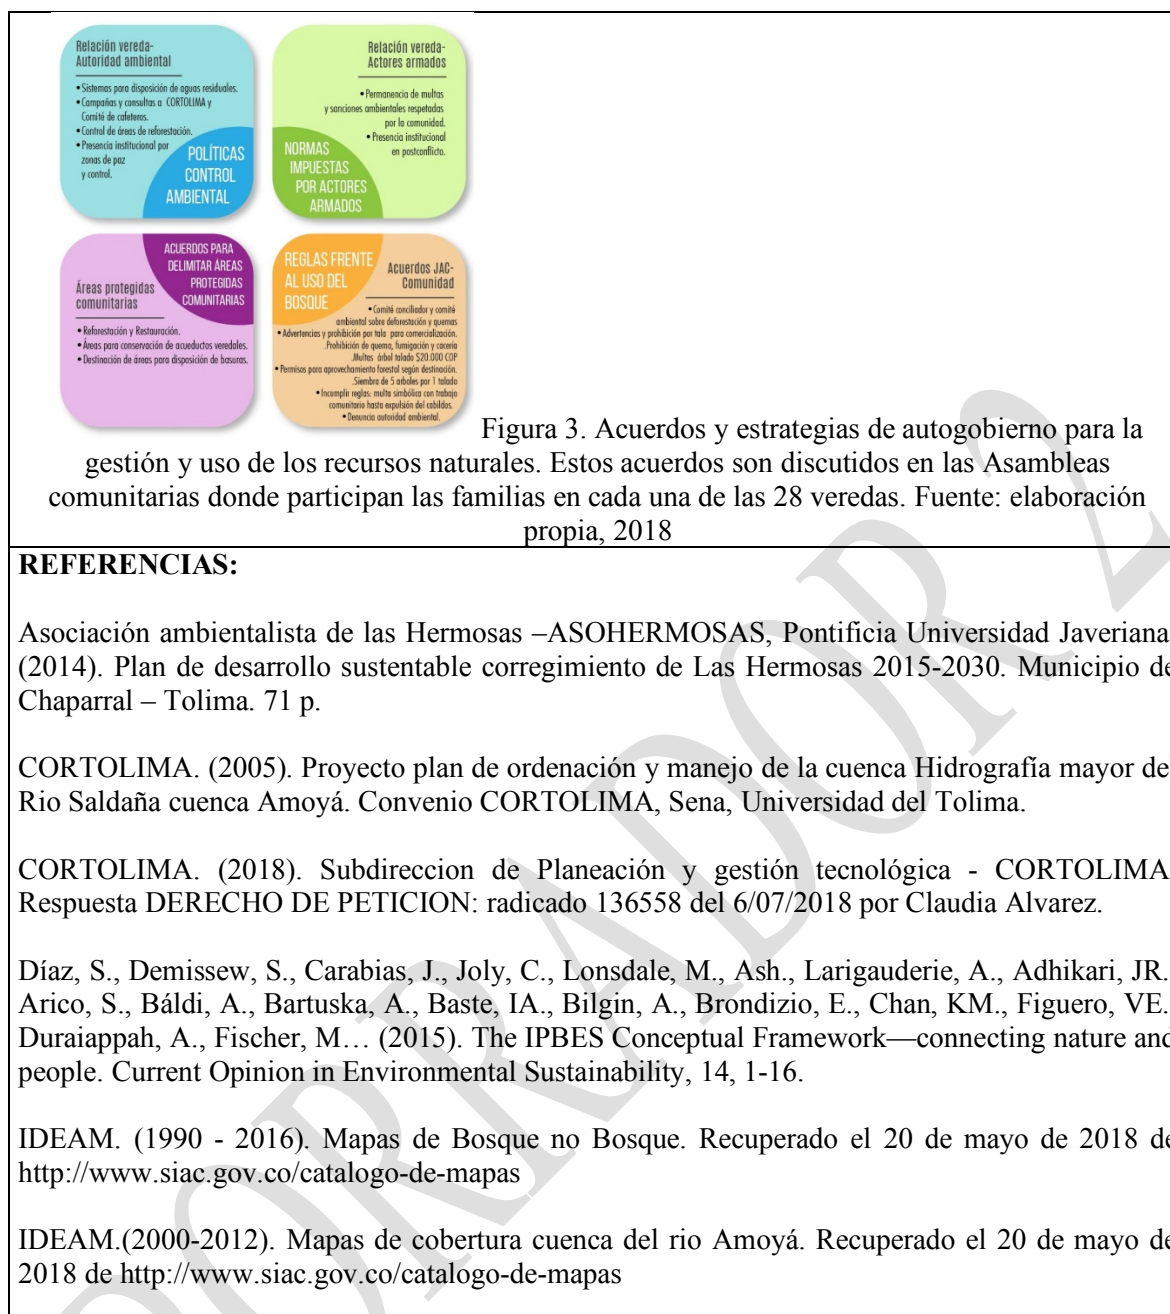 Relación vereda-
Autoridad ambiental
• Sistemas para disposición de aguas residuales.
• Campañas y consultas a CORTOLIMA y
Comité de cafeteros.
• Control de áreas de reforestación.
• Presencia institucional por
zonas de paz
y control.
POLÍTICAS
CONTROL
AMBIENTAL
Relación vereda-
Actores armados
• Permanencia de multas
y sanciones ambientales respetadas
por la comunidad.
• Presencia institucional
en postconflicto.
NORMAS
IMPUESTAS
POR ACTORES
ARMADOS
ACUERDOS PARA
DELIMITAR ÁREAS
PROTEGIDAS
COMUNITARIAS
Áreas protegidas
comunitarias
• Reforestación y Restauración.
• Áreas para conservación de acueductos veredales.
• Destinación de áreas para disposición de basuras.
REGLAS FRENTE
AL USO DEL
BOSQUE
Acuerdos JAC-
Comunidad
• Comité conciliador y comité
ambiental sobre deforestación y quemas
• Advertencias y prohibición por tala para comercialización.
.Prohibición de quema, fumigación y cacería
.Multas árbol talado $20.000 COP
• Permisos para aprovechamiento forestal según destinación.
.Siembra de 5 arboles por 1 talado
• Incumplir reglas: multa simbólica con trabajo
comunitario hasta expulsión del cabildos.
• Denuncia autoridad ambiental.
Figura 3. Acuerdos y estrategias de autogobierno para la
gestión y uso de los recursos naturales. Estos acuerdos son discutidos en las Asambleas
comunitarias donde participan las familias en cada una de las 28 veredas. Fuente: elaboración
propia, 2018
REFERENCIAS:
Asociación ambientalista de las Hermosas –ASOHERMOSAS, Pontificia Universidad Javeriana
(2014). Plan de desarrollo sustentable corregimiento de Las Hermosas 2015-2030. Municipio de
Chaparral – Tolima. 71 p.
CORTOLIMA. (2005). Proyecto plan de ordenación y manejo de la cuenca Hidrografía mayor de
Rio Saldaña cuenca Amoyá. Convenio CORTOLIMA, Sena, Universidad del Tolima.
CORTOLIMA. (2018). Subdireccion de Planeación y gestión tecnológica - CORTOLIMA
Respuesta DERECHO DE PETICION: radicado 136558 del 6/07/2018 por Claudia Alvarez.
Díaz, S., Demissew, S., Carabias, J., Joly, C., Lonsdale, M., Ash., Larigauderie, A., Adhikari, JR.
Arico, S., Báldi, A., Bartuska, A., Baste, IA., Bilgin, A., Brondizio, E., Chan, KM., Figuero, VE.
Duraiappah, A., Fischer, M… (2015). The IPBES Conceptual Framework—connecting nature and
people. Current Opinion in Environmental Sustainability, 14, 1-16.
IDEAM. (1990 - 2016). Mapas de Bosque no Bosque. Recuperado el 20 de mayo de 2018 de
http://www.siac.gov.co/catalogo-de-mapas
IDEAM.(2000-2012). Mapas de cobertura cuenca del rio Amoyá. Recuperado el 20 de mayo de
2018 de http://www.siac.gov.co/catalogo-de-mapas
BORRADOR 2